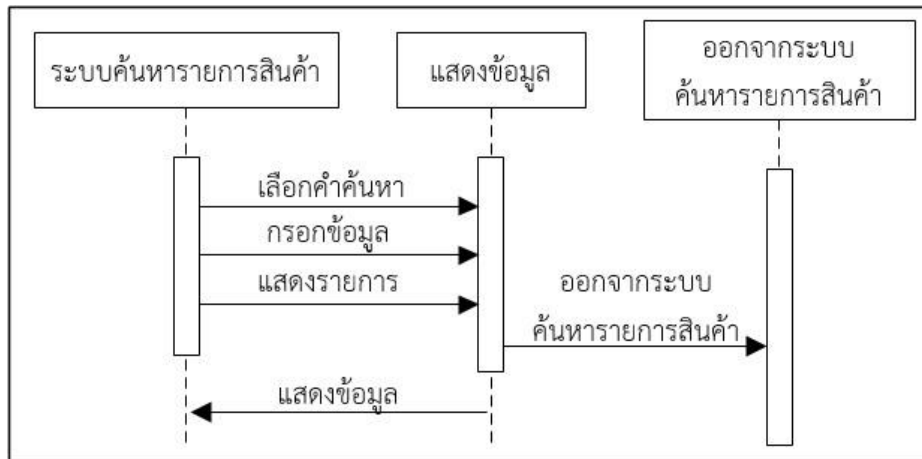 ระบบค้นหารายการสินค้า
แสดงข้อมูล
ออกจากระบบ
ค้นหารายการสินค้า
เลือกคำค้นหา
กรอกข้อมูล
แสดงรายการ
ออกจากระบบ
ค้นหารายการสินค้า
แสดงข้อมูล